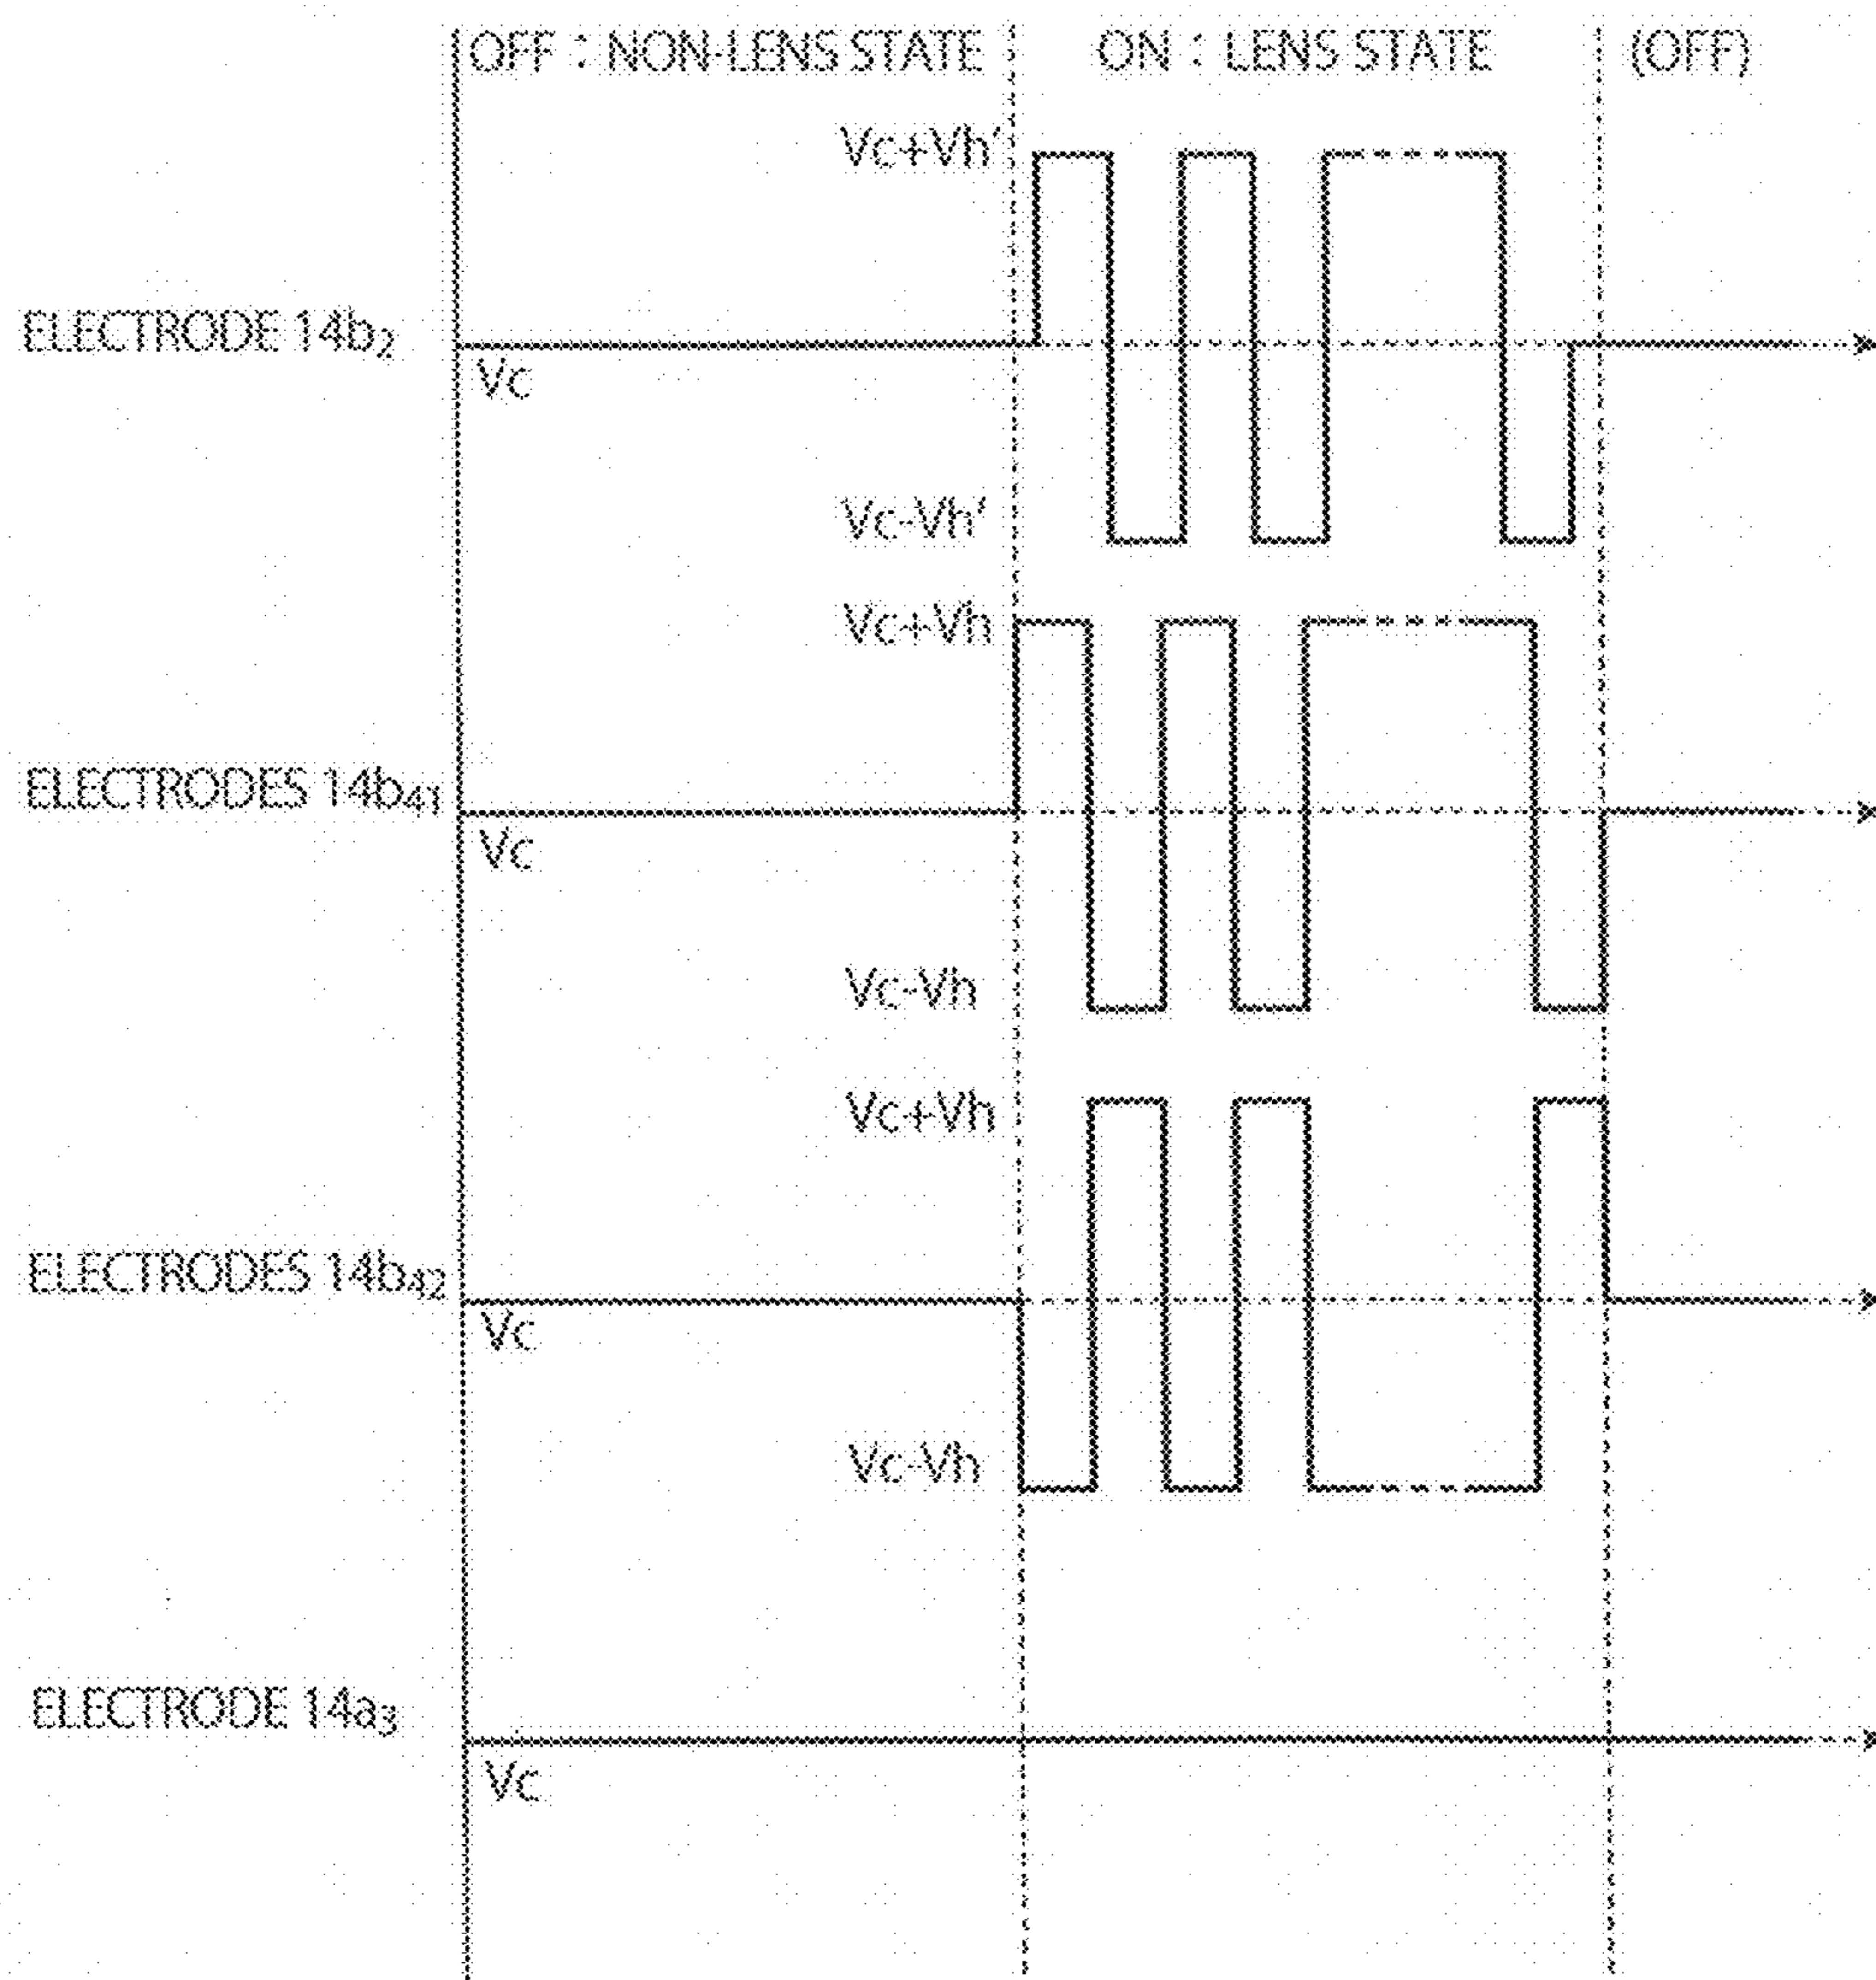 OFF : NON-LENS STATE
ON : LENS STATE
(OFF)
Vc+Vh'
ELECTRODE 14b2
Vc
Vc-Vh'
Vc+Vh
ELECTRODES 14b41
Vc
Vc-Vh
Vc+Vh
ELECTRODES 14b42
Vc
Vc-Vh
ELECTRODE 14a3
Vc